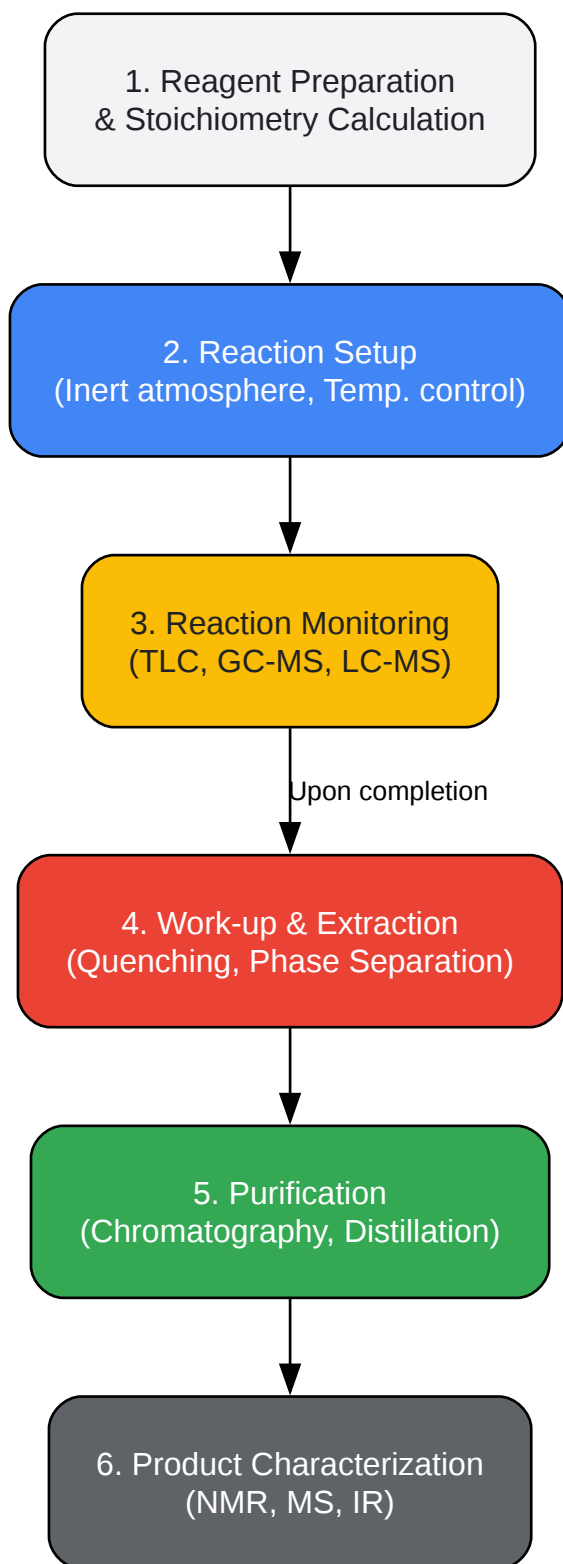 1. Reagent Preparation
& Stoichiometry Calculation
2. Reaction Setup
(Inert atmosphere, Temp. control)
3. Reaction Monitoring
(TLC, GC-MS, LC-MS)
Upon completion
4. Work-up & Extraction
(Quenching, Phase Separation)
5. Purification
(Chromatography, Distillation)
6. Product Characterization
(NMR, MS, IR)